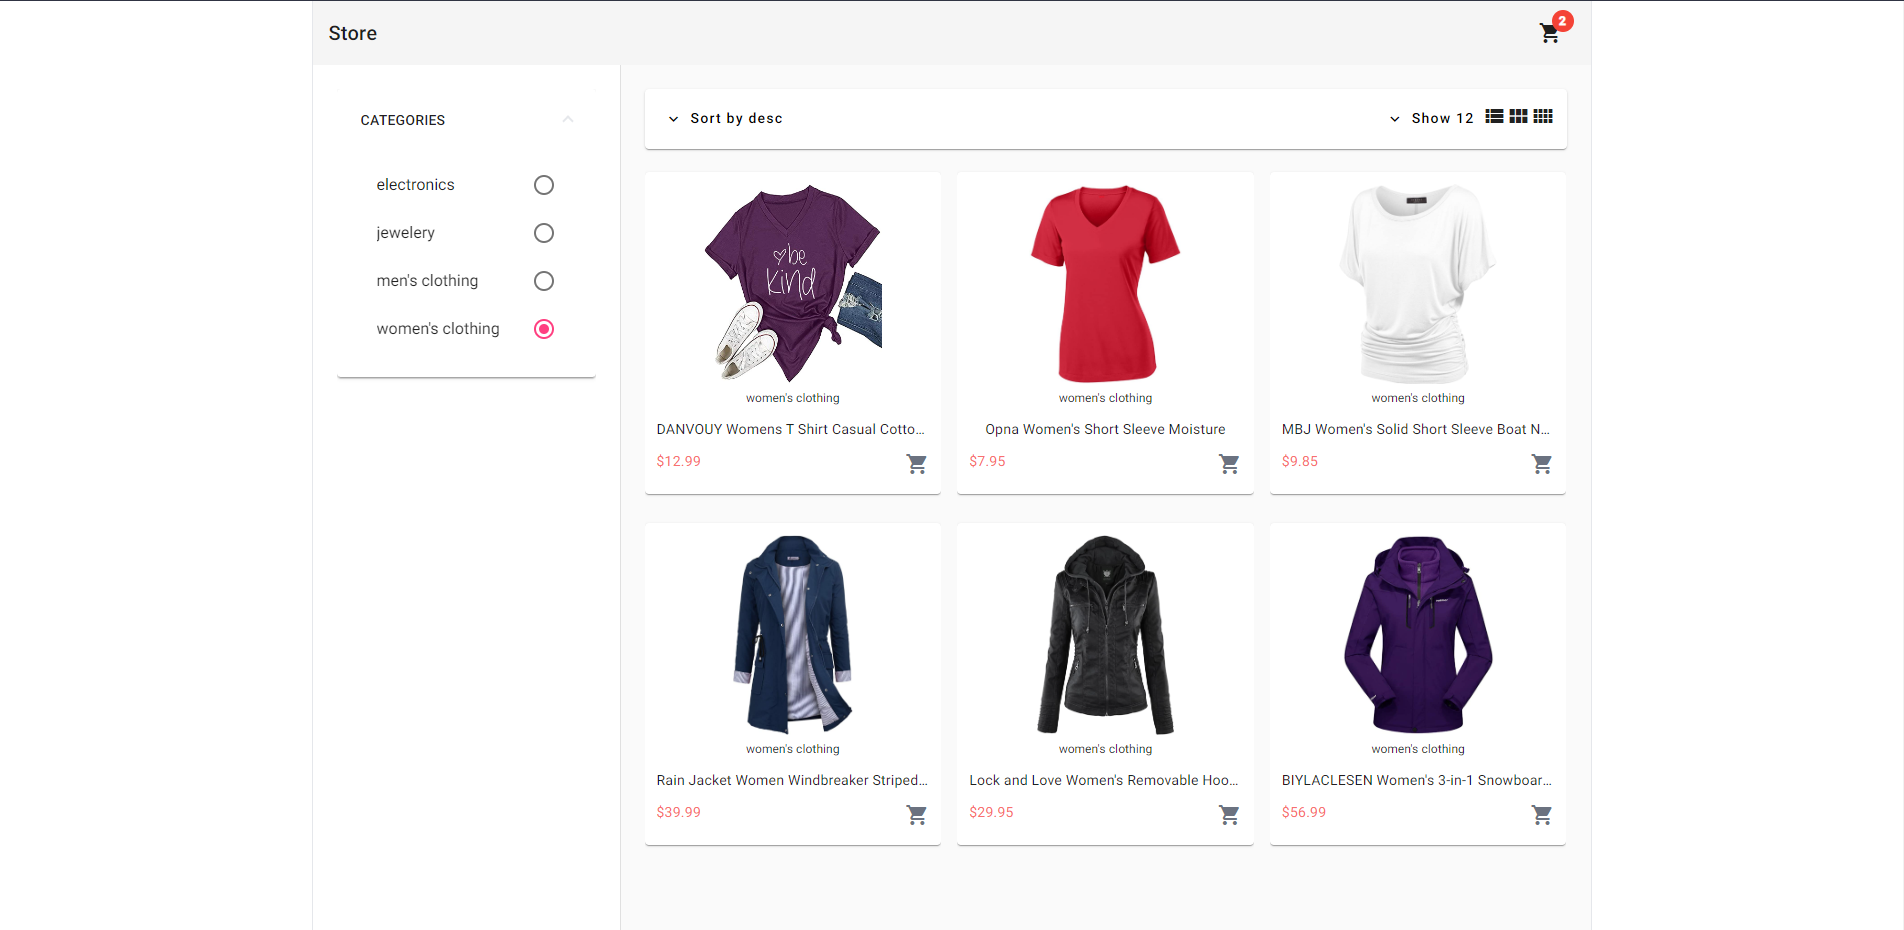 Store
2
CATEGORIES
electronics
jewelery
men's clothing
women's clothing
Sort by desc
Show 12
be
kind
women's clothing
DANVOUY Womens T Shirt Casual Cotto...
$12.99
women's clothing
Opna Women's Short Sleeve Moisture
$7.95
women's clothing
MBJ Women's Solid Short Sleeve Boat N...
$9.85
women's clothing
Rain Jacket Women Windbreaker Striped...
$39.99
women's clothing
Lock and Love Women's Removable Hoo...
$29.95
women's clothing
BIYLACLESEN Women's 3-in-1 Snowboar...
$56.99